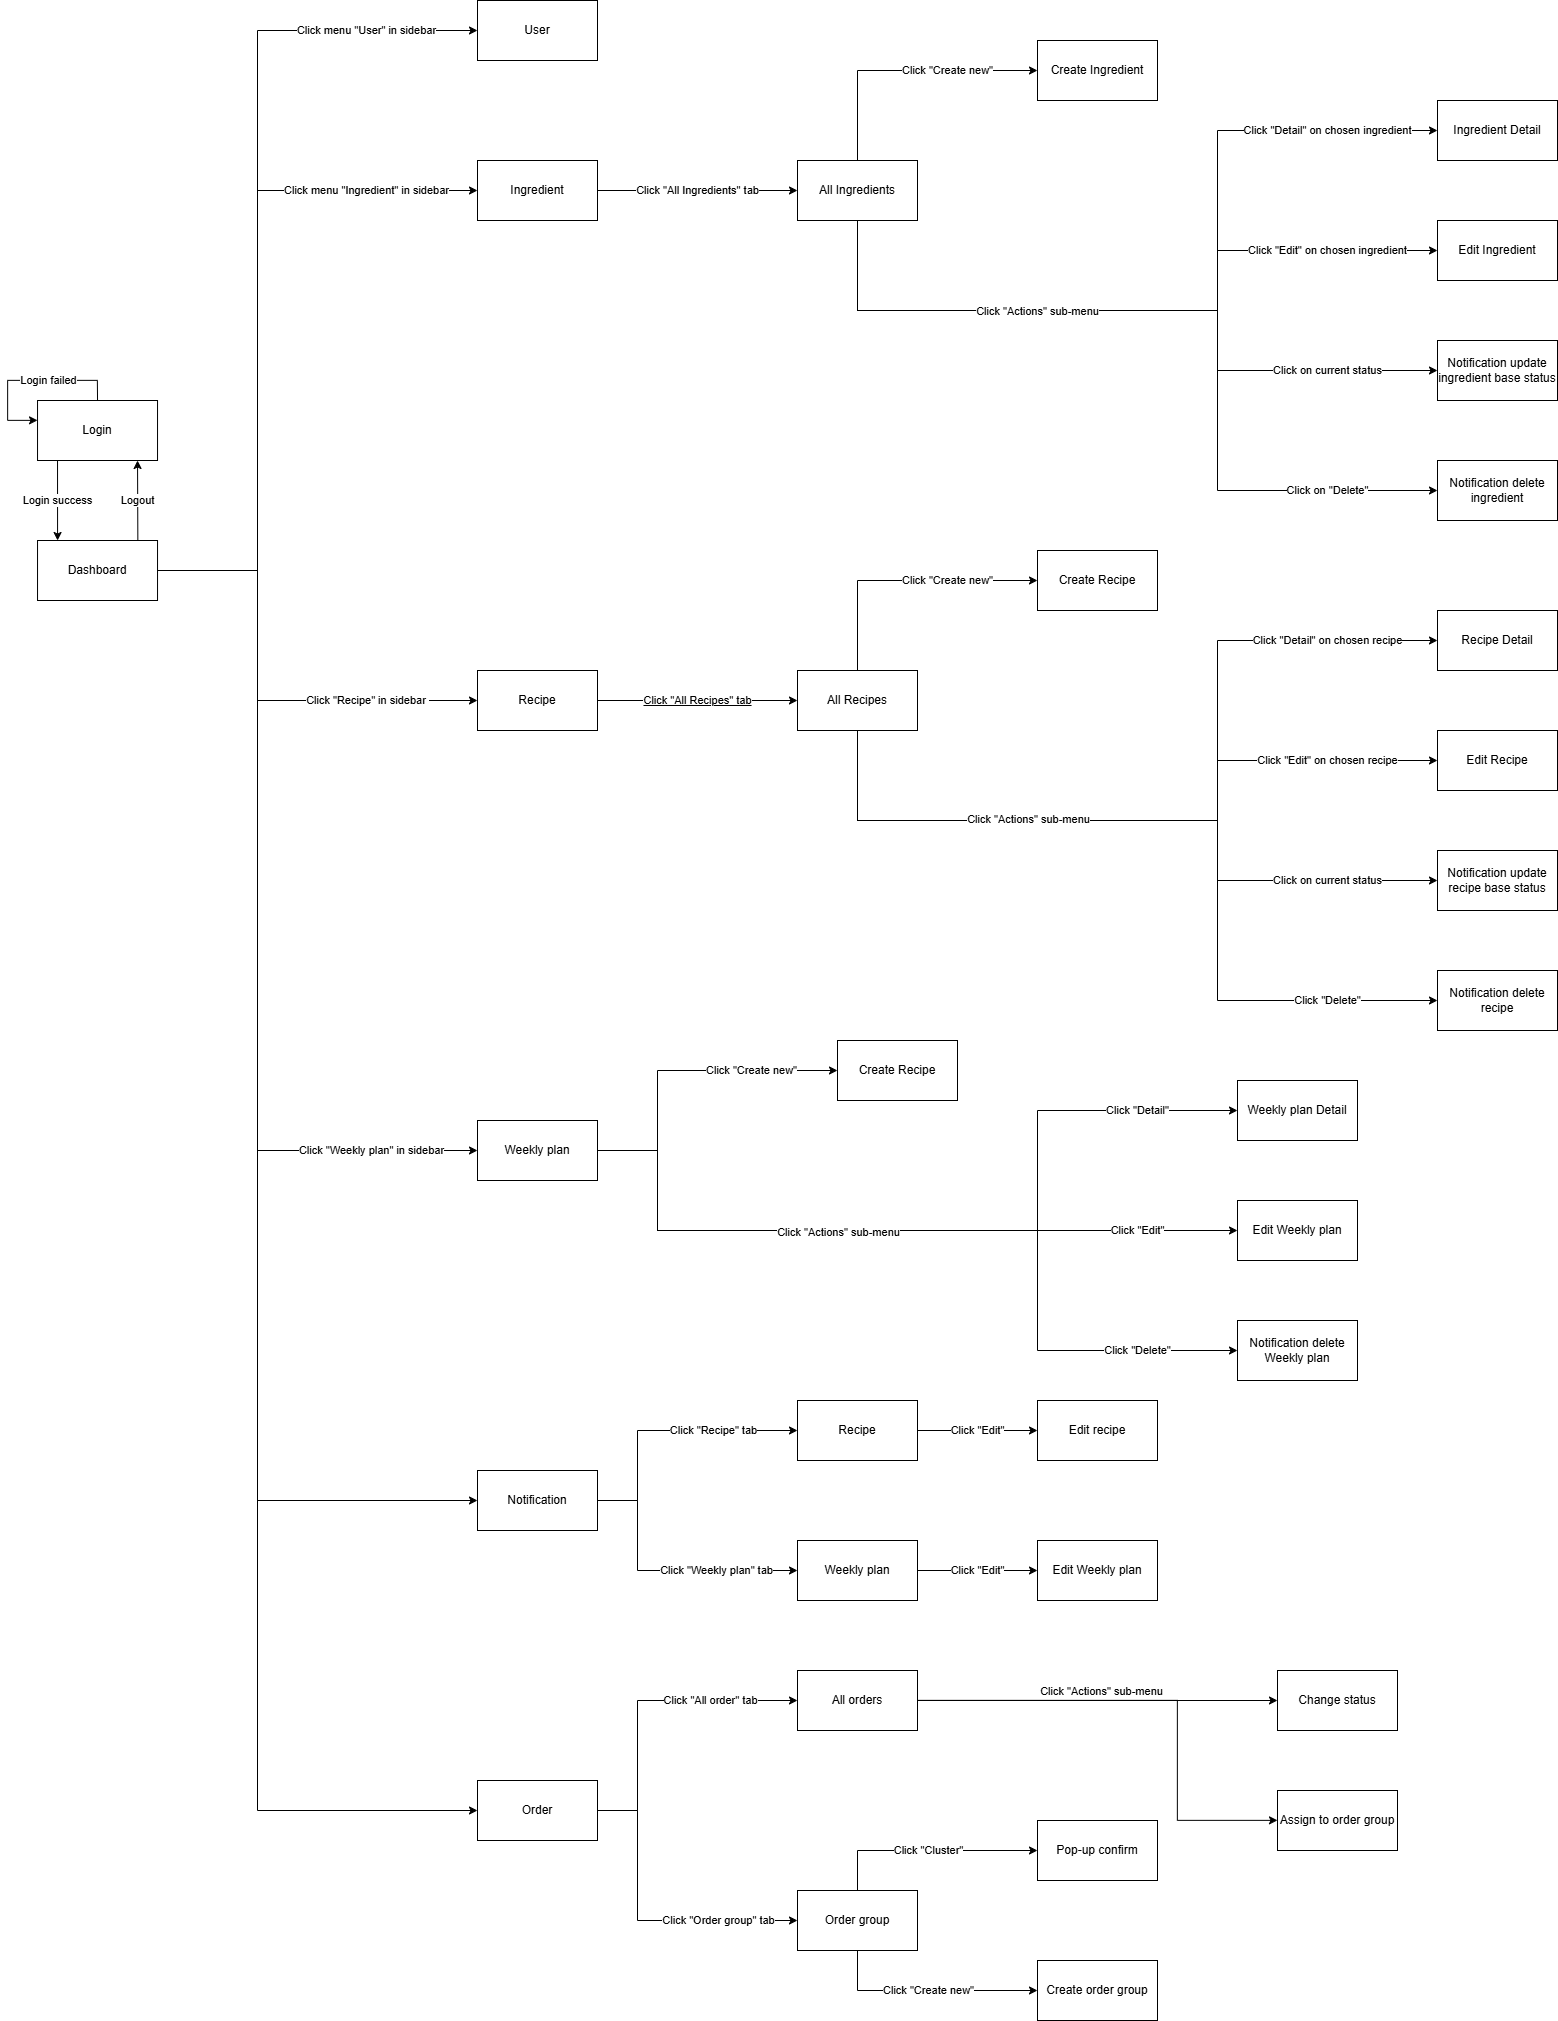 Click menu "User" in sidebar
User
Click "Create new"
Create Ingredient
Click "Detail" on chosen ingredient
Ingredient Detail
Click menu "Ingredient" in sidebar
Ingredient
Click "All Ingredients" tab
All Ingredients
Click "Edit" on chosen ingredient
Edit Ingredient
Click "Actions" sub-menu
Click on current status
Notification update
ingredient base status
Login failed
Login
Click on "Delete"
Notification delete
ingredient
Login success
Logout
Dashboard
Click "Create new"
Create Recipe
Click "Detail" on chosen recipe
Recipe Detail
Click "Recipe" in sidebar
Recipe
Click "All Recipes" tab
All Recipes
Click "Edit" on chosen recipe
Edit Recipe
Click "Actions" sub-menu
Click on current status
Notification update
recipe base status
Click "Delete"
Notification delete
recipe
Click "Create new"
Create Recipe
Click "Detail"
Weekly plan Detail
Click "Weekly plan" in sidebar
Weekly plan
Click "Actions" sub-menu
Click "Edit"
Edit Weekly plan
Click "Delete"
Notification delete
Weekly plan
Click "Recipe" tab
Recipe
Click "Edit"
Edit recipe
Notification
Click "Weekly plan" tab
Weekly plan
Click "Edit"
Edit Weekly plan
Click "All order" tab
All orders
Click "Actions" sub-menu
Change status
Order
Assign to order group
Click "Cluster"
Pop-up confirm
Click "Order group" tab
Order group
Click "Create new"
Create order group